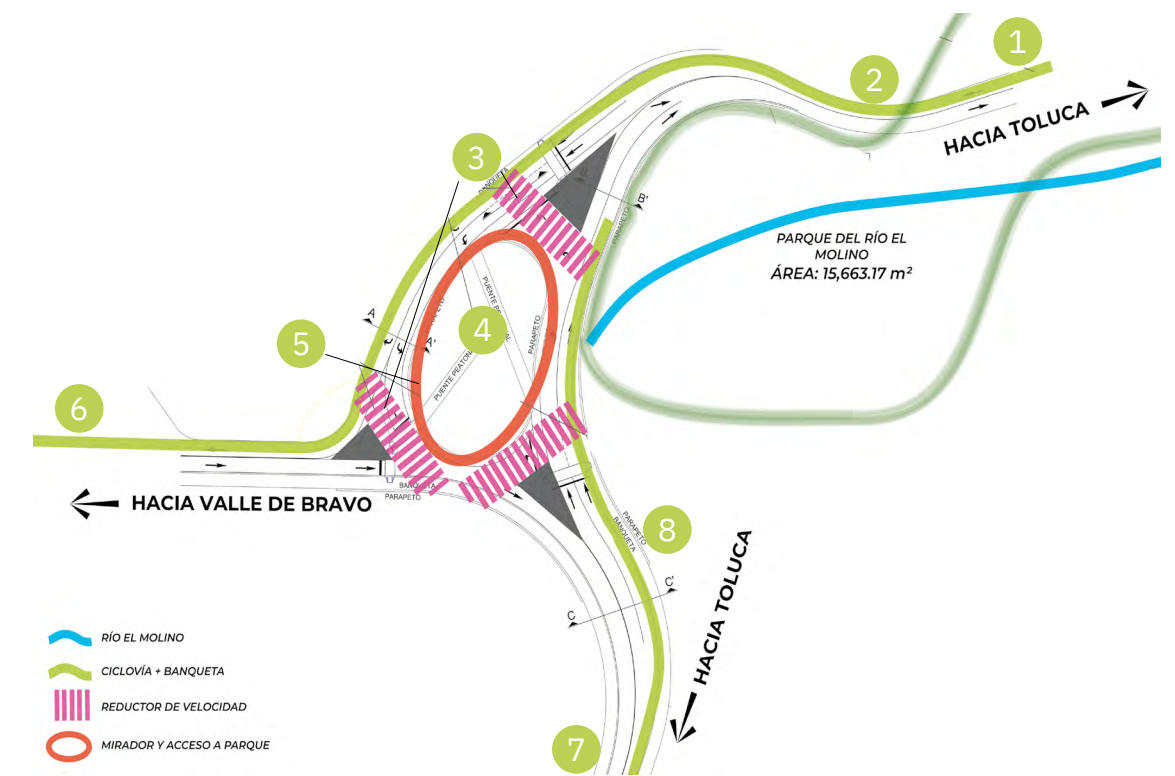 1
2
HACIA TOLUCA
3
BANQUETA
B'
PARAPETO
PARQUE DEL RÍO EL
MOLINO
ÁREA: 15,663.17 m²
A
A'
4
PARAPETO
PUENTE PEATONAL
5
6
HACIA VALLE DE BRAVO
BANQUETA
PARAPETO
PARAPETO
BANQUETA
8
C
C'
HACIA TOLUCA
7
RÍO EL MOLINO
CICLOVÍA + BANQUETA
REDUCTOR DE VELOCIDAD
MIRADOR Y ACCESO A PARQUE